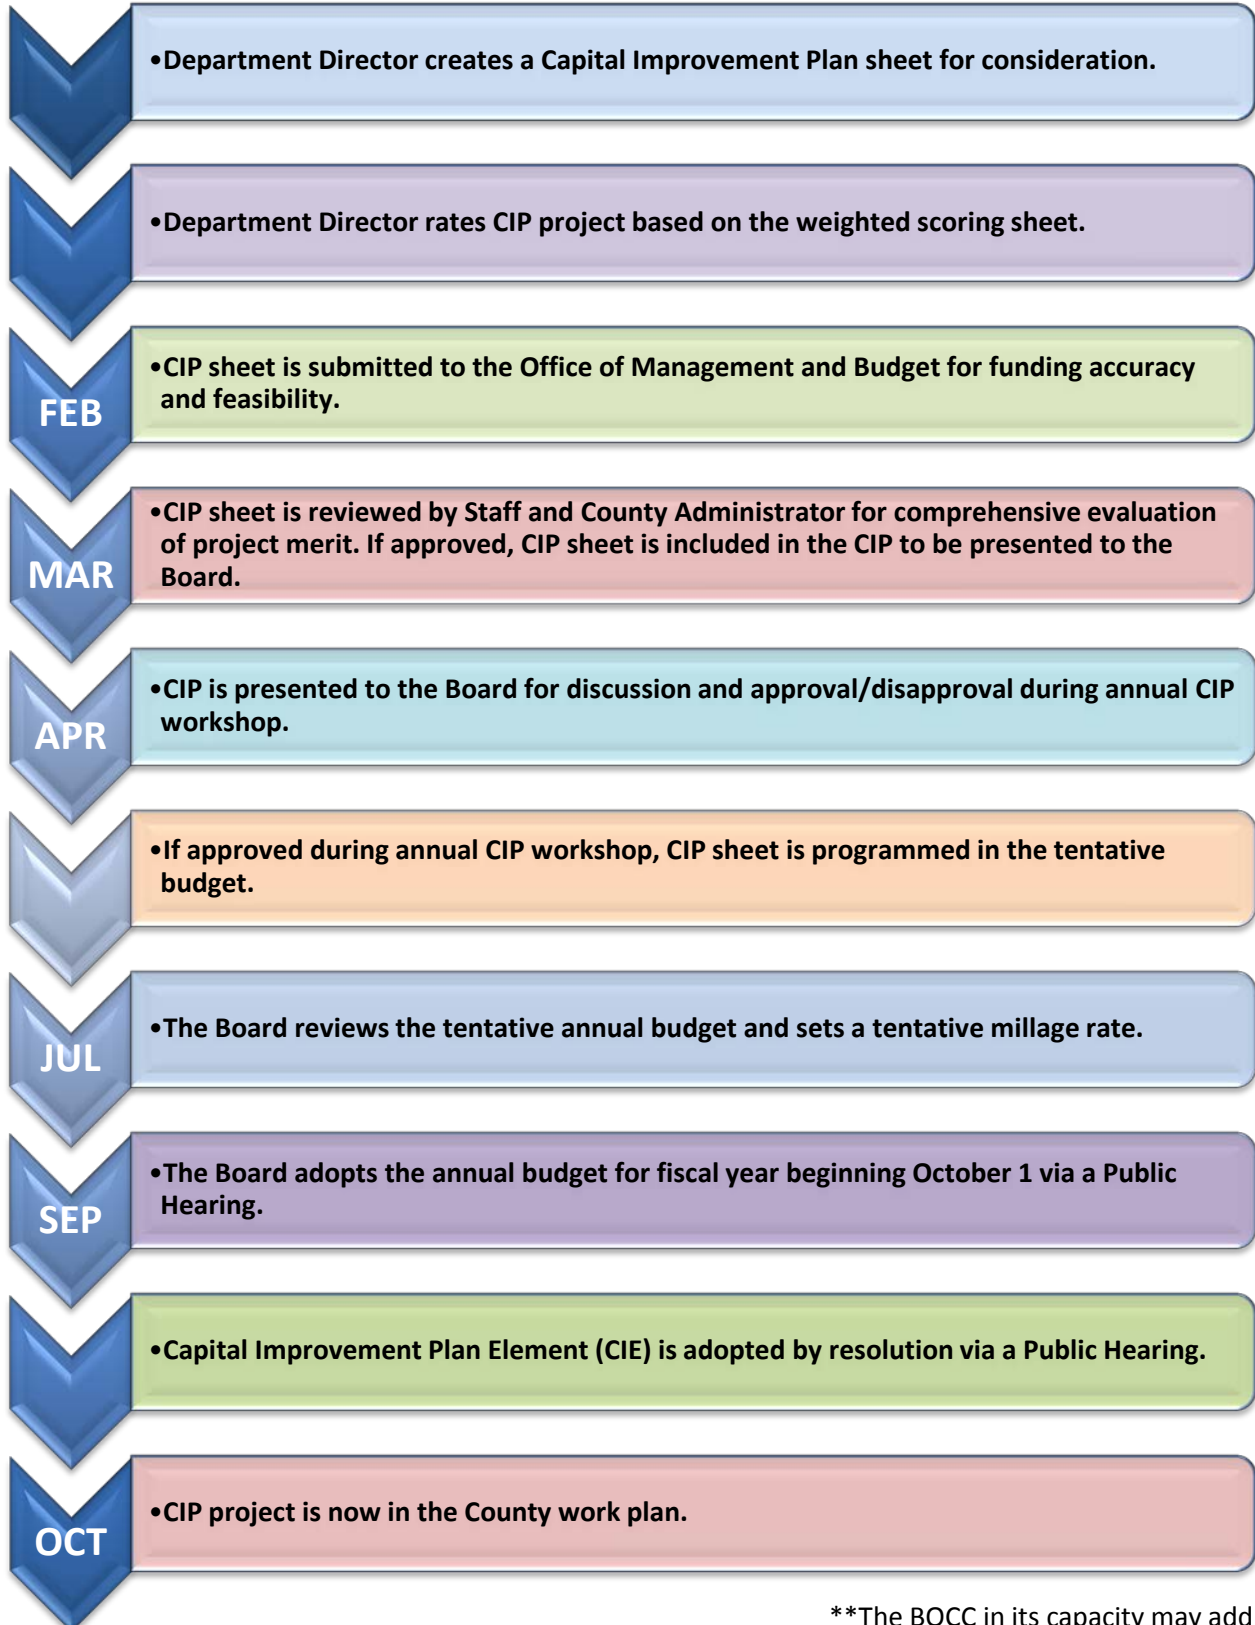 •Department Director creates a Capital Improvement Plan sheet for consideration.
•Department Director rates CIP project based on the weighted scoring sheet.
FEB
•CIP sheet is submitted to the Office of Management and Budget for funding accuracy
and feasibility.
MAR
•CIP sheet is reviewed by Staff and County Administrator for comprehensive evaluation
of project merit. If approved, CIP sheet is included in the CIP to be presented to the
Board.
APR
•CIP is presented to the Board for discussion and approval/disapproval during annual CIP
workshop.
•If approved during annual CIP workshop, CIP sheet is programmed in the tentative
budget.
JUL
•The Board reviews the tentative annual budget and sets a tentative millage rate.
SEP
•The Board adopts the annual budget for fiscal year beginning October 1 via a Public
Hearing.
•Capital Improvement Plan Element (CIE) is adopted by resolution via a Public Hearing.
OCT
•CIP project is now in the County work plan.
**The BOCC in its capacity may add